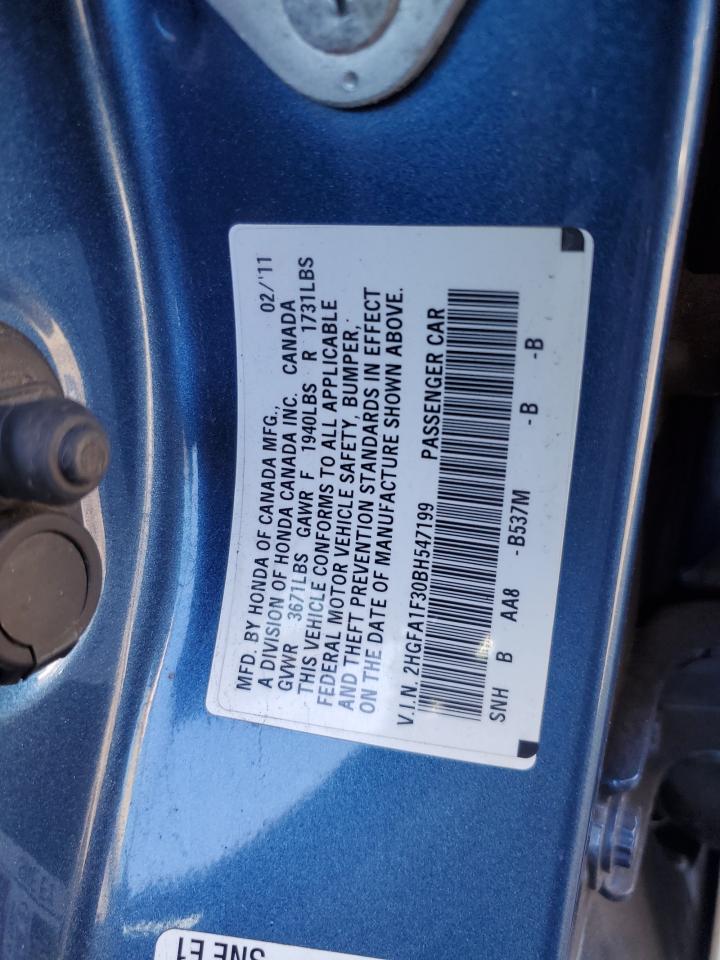 MFD. BY HONDA OF CANADA MFG., 02/'11
A DIVISION OF HONDA CANADA INC. CANADA
GVWR 3671LBS GAWR F 1940LBS R 1731LBS
THIS VEHICLE CONFORMS TO ALL APPLICABLE
FEDERAL MOTOR VEHICLE SAFETY, BUMPER,
AND THEFT PREVENTION STANDARDS IN EFFECT
ON THE DATE OF MANUFACTURE SHOWN ABOVE.
V.I.N. 2HGFA1F30BH547199 PASSENGER CAR
SNH B AA8 -B537M -B -B
SNE E1